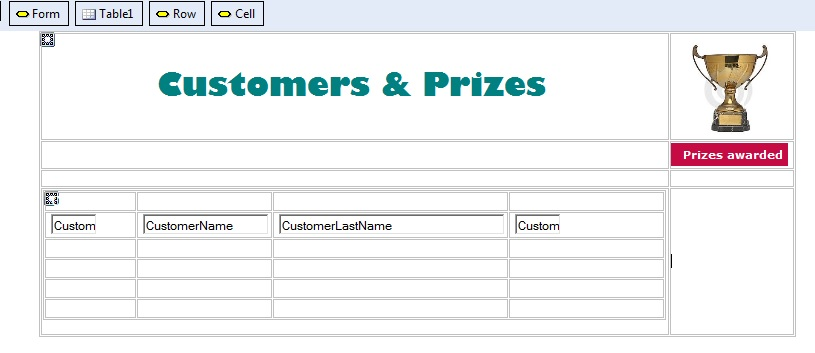 Form Table1 Row Cell
Customers & Prizes
Prizes awarded
Custom CustomerName CustomerLastName Custom